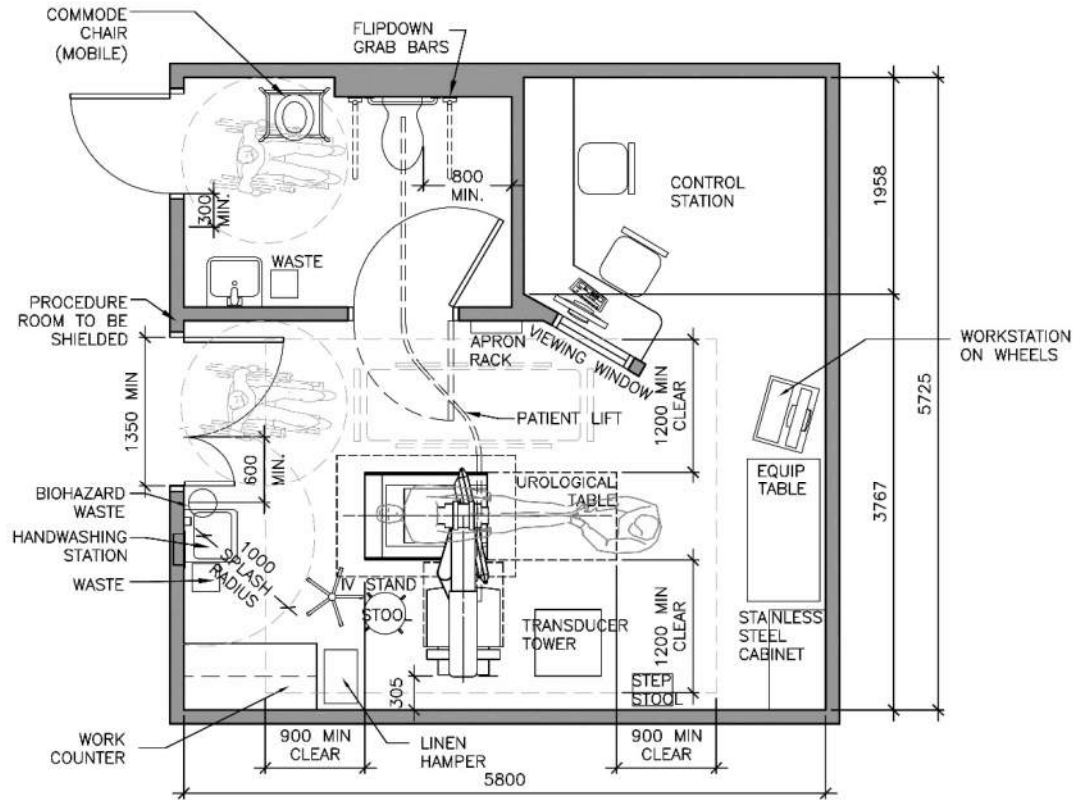 COMMODE
CHAIR
(MOBILE)
FLIPDOWN
GRAB BARS
800
MIN.
300
MIN.
WASTE
CONTROL
STATION
1958
PROCEDURE
ROOM TO BE
SHIELDED
APRON
RACK
VIEWING WINDOW
WORKSTATION
ON WHEELS
1350 MIN
1200 MIN
CLEAR
5725
PATIENT LIFT
600
MIN.
UROLOGICAL
TABLE
EQUIP
TABLE
3767
BIOHAZARD
WASTE
HANDWASHING
STATION
WASTE
1000
SPLASH
RADIUS
IV STAND
STOOL
TRANSDUCER
TOWER
1200 MIN
CLEAR
STAINLESS
STEEL
CABINET
305
STEP
STOOL
WORK
COUNTER
900 MIN
CLEAR
LINEN
HAMPER
900 MIN
CLEAR
5800